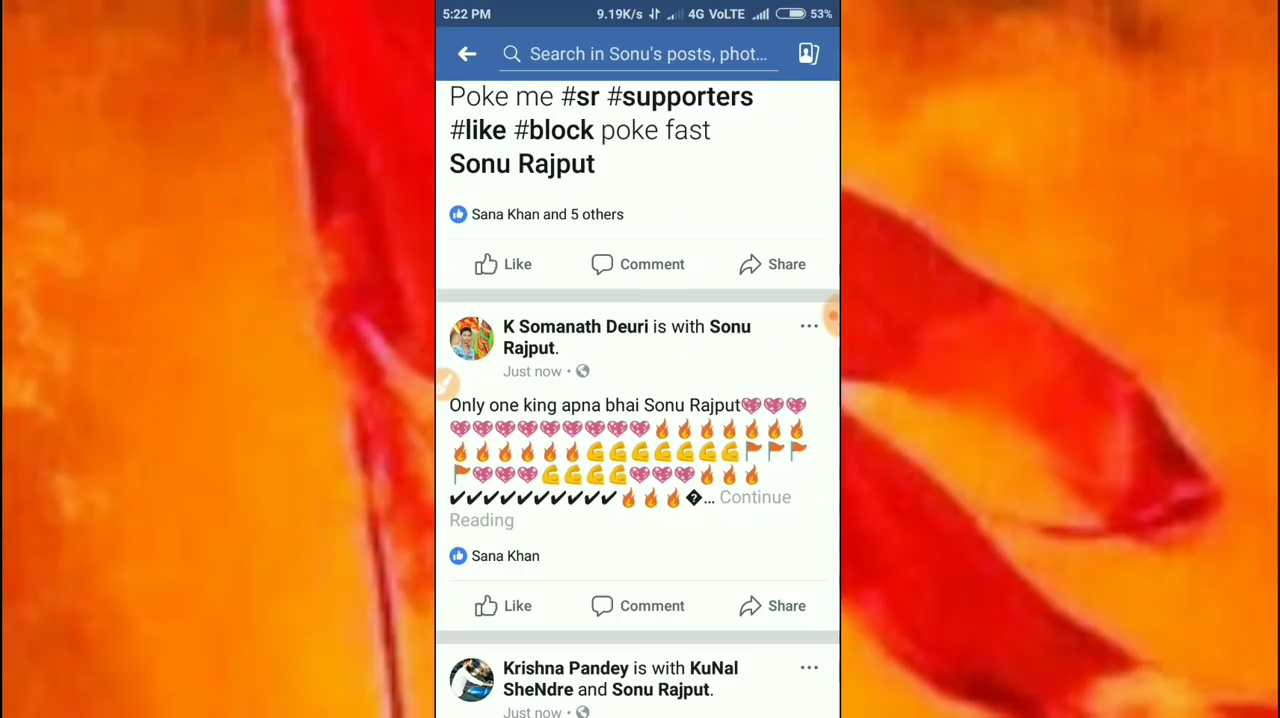 5:22 PM 9.19K/s 4G VoLTE 53%
Search in Sonu's posts, phot...
Poke me #sr #supporters
#like #block poke fast
Sonu Rajput
Sana Khan and 5 others
Like Comment Share
K Somanath Deuri is with Sonu
Rajput.
Just now •
Only one king apna bhai Sonu Rajput💖💖💖
💖💖💖💖💖💖💖💖💖🔥🔥🔥🔥🔥🔥🔥
🔥🔥🔥🔥🔥🔥💪💪💪💪💪💪💪🚩🚩🚩
🚩💖💖💖💪💪💪💪💖💖💖🔥🔥🔥
✔✔✔✔✔✔✔✔✔✔🔥🔥🔥�... Continue
Reading
Sana Khan
Like Comment Share
Krishna Pandey is with KuNal
SheNdre and Sonu Rajput.
Just now •